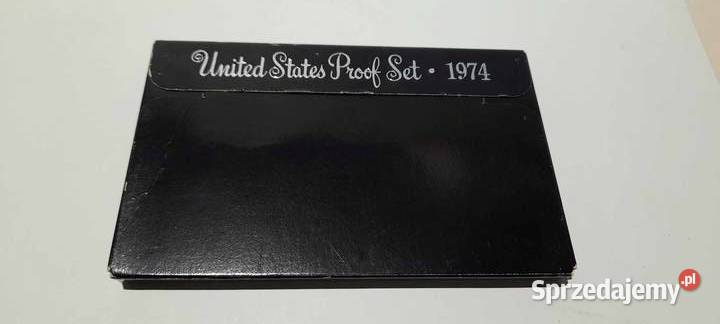 United States Proof Set · 1974
Sprzedajemy.pl